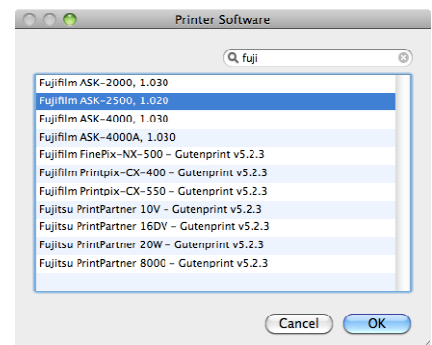 Printer Software
fuji
Fujifilm ASK-2000, 1.030
Fujifilm ASK-2500, 1.020
Fujifilm ASK-4000, 1.030
Fujifilm ASK-4000A, 1.030
Fujifilm FinePix-NX-500 - Gutenprint v5.2.3
Fujifilm Printpix-CX-400 - Gutenprint v5.2.3
Fujifilm Printpix-CX-550 - Gutenprint v5.2.3
Fujitsu PrintPartner 10V - Gutenprint v5.2.3
Fujitsu PrintPartner 16DV - Gutenprint v5.2.3
Fujitsu PrintPartner 20W - Gutenprint v5.2.3
Fujitsu PrintPartner 8000 - Gutenprint v5.2.3
Cancel OK